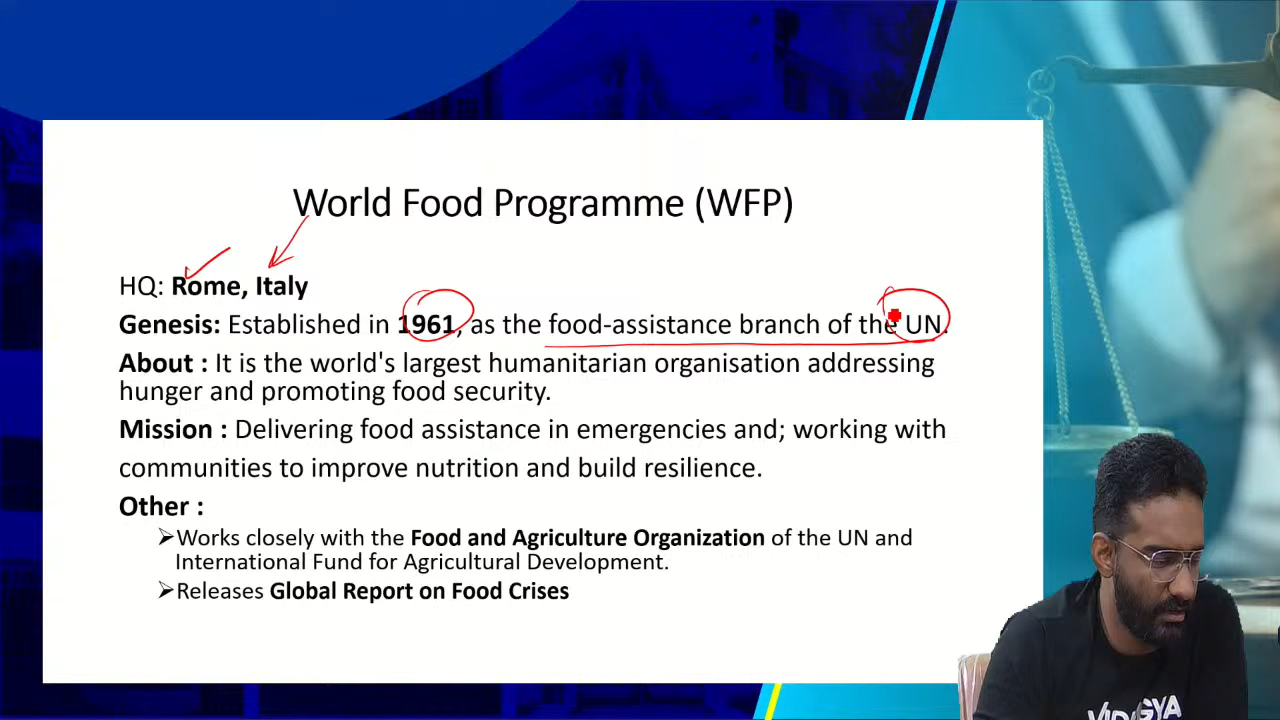 World Food Programme (WFP)
HQ: Rome, Italy
Genesis: Established in 1961, as the food-assistance branch of the UN.
About : It is the world's largest humanitarian organisation addressing
hunger and promoting food security.
Mission : Delivering food assistance in emergencies and; working with
communities to improve nutrition and build resilience.
Other :
➢Works closely with the Food and Agriculture Organization of the UN and
International Fund for Agricultural Development.
➢Releases Global Report on Food Crises